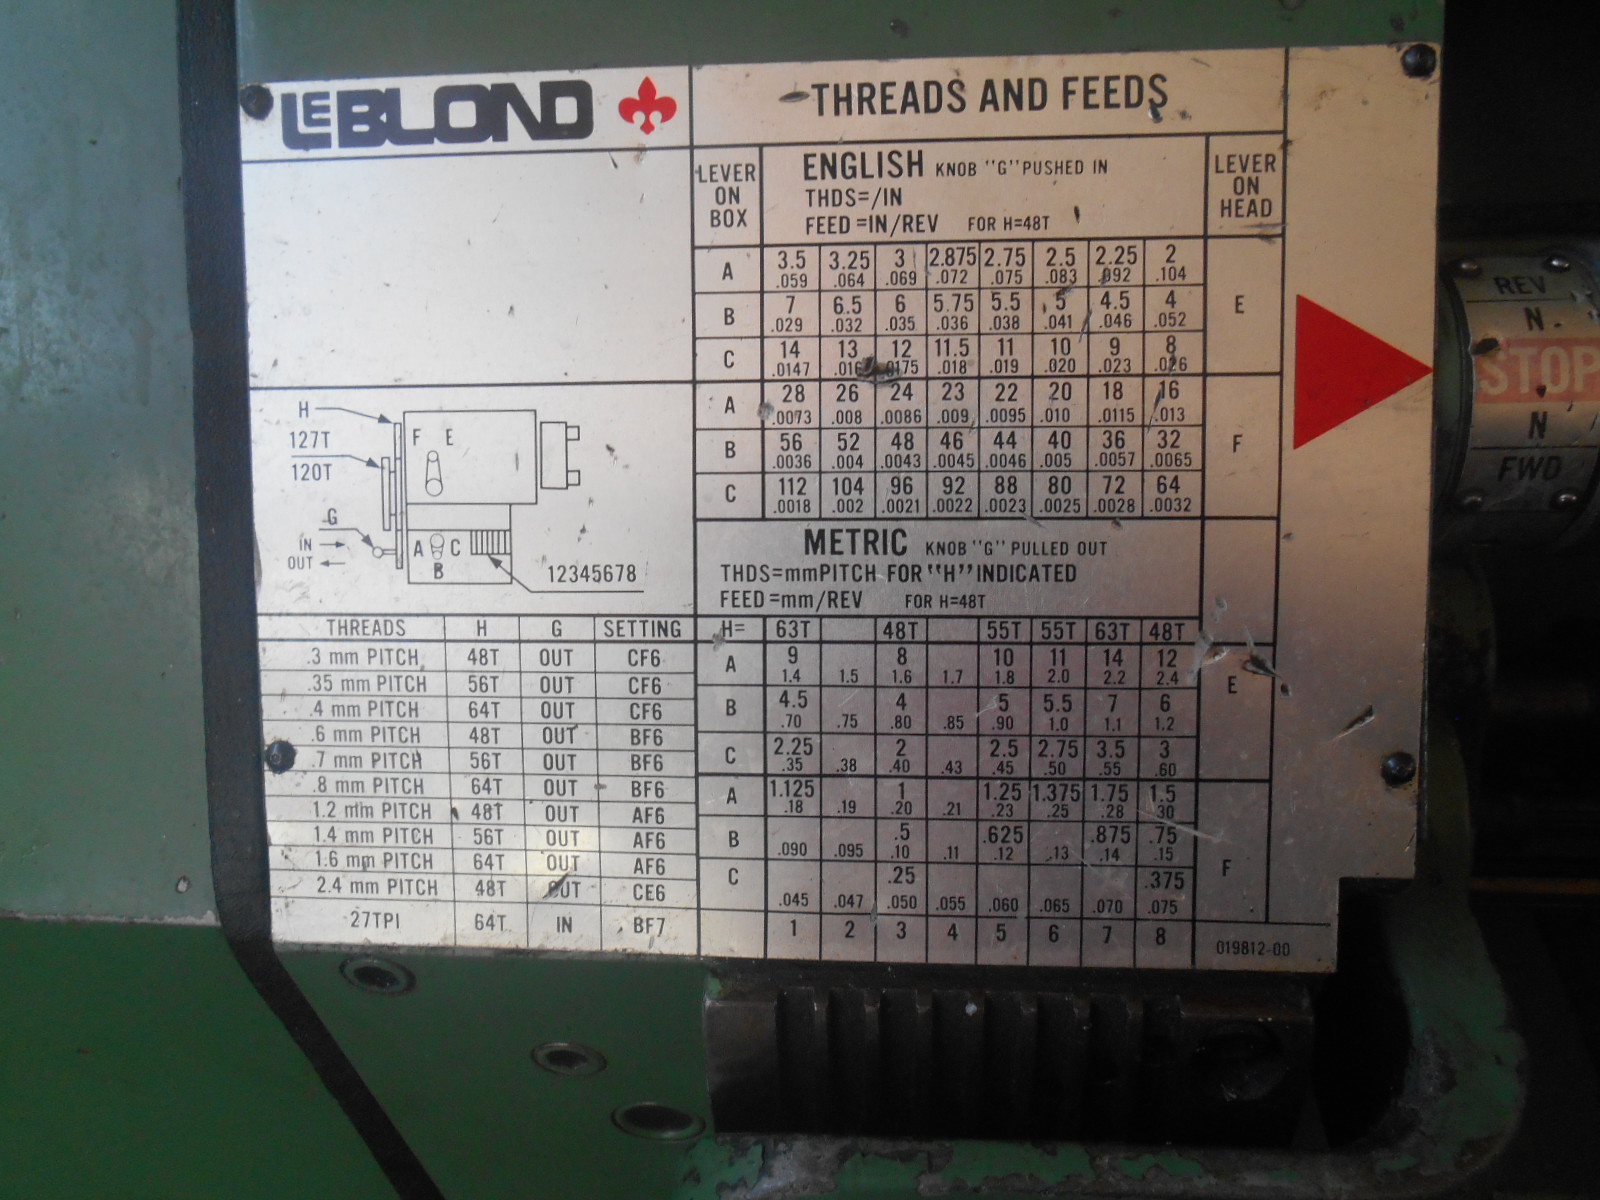 LEBLOND
THREADS AND FEEDS
LEVER ON BOX
ENGLISH KNOB "G" PUSHED IN
THDS=/IN
FEED=IN/REV FOR H=48T
LEVER ON HEAD
A 3.5 3.25 3 2.875 2.75 2.5 2.25 2
.059 .064 .069 .072 .075 .083 .092 .104
B 7 6.5 6 5.75 5.5 5 4.5 4
.029 .032 .035 .036 .038 .041 .046 .052
E
C 14 13 12 11.5 11 10 9 8
.0147 .018 .019 .020 .023 .026
A 28 26 24 23 22 20 18 16
.0073 .008 .0086 .009 .0095 .010 .0115 .013
B 56 52 48 46 44 40 36 32
.0036 .004 .0043 .0045 .0046 .005 .0057 .0065
F
C 112 104 96 92 88 80 72 64
.0018 .002 .0021 .0022 .0023 .0025 .0028 .0032
H
127T
120T
G
IN
OUT
F E
A C
B
12345678
METRIC KNOB "G" PULLED OUT
THDS=mmPITCH FOR "H" INDICATED
FEED=mm/REV FOR H=48T
THREADS H G SETTING
.3 mm PITCH 48T OUT CF6
.35 mm PITCH 56T OUT CF6
.4 mm PITCH 64T OUT CF6
.6 mm PITCH 48T OUT BF6
.7 mm PITCH 56T OUT BF6
.8 mm PITCH 64T OUT BF6
1.2 mm PITCH 48T OUT AF6
1.4 mm PITCH 56T OUT AF6
1.6 mm PITCH 64T OUT AF6
2.4 mm PITCH 48T OUT CE6
27TPI 64T IN BF7
H= 63T 48T 55T 55T 63T 48T
A 9 8 10 11 14 12
1.4 1.5 1.6 1.7 1.8 2.0 2.2 2.4
E
B 4.5 4 5 5.5 7 6
.70 .75 .80 .85 .90 1.0 1.1 1.2
C 2.25 2 2.5 2.75 3.5 3
.35 .38 .40 .43 .45 .50 .55 .60
A 1.125 1 1.25 1.375 1.75 1.5
.18 .19 .20 .21 .23 .25 .28 .30
B .5 .625 .875 .75
.090 .095 .10 .11 .12 .13 .14 .15
F
C .25 .375
.045 .047 .050 .055 .060 .065 .070 .075
1 2 3 4 5 6 7 8
019812-00
REV
N
STOP
N
FWD